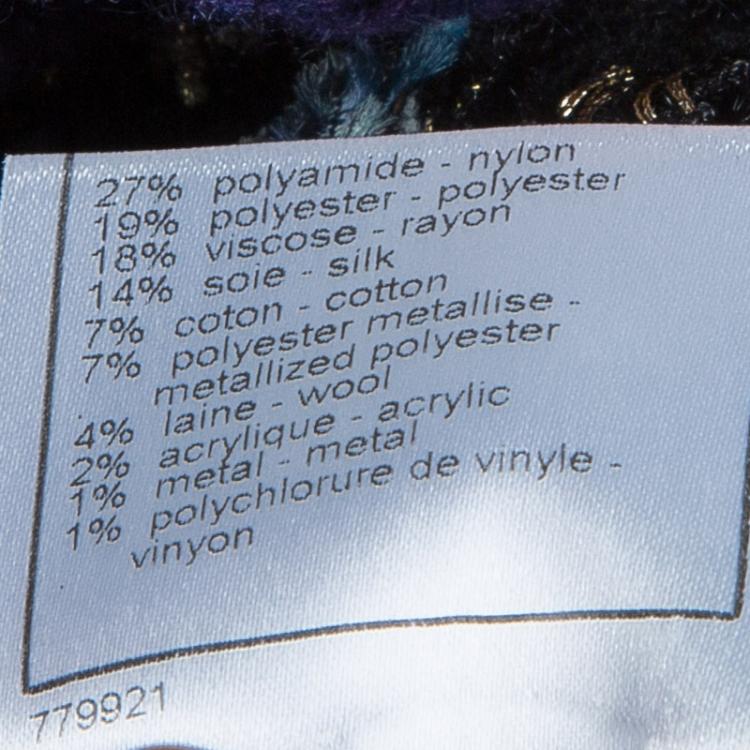 27% polyamide - nylon
19% polyester - polyester
18% viscose - rayon
14% soie - silk
7% coton - cotton
7% polyester metallise -
metallized polyester
4% laine - wool
2% acrylique - acrylic
1% metal - metal
1% polychlorure de vinyle -
vinyon
779921